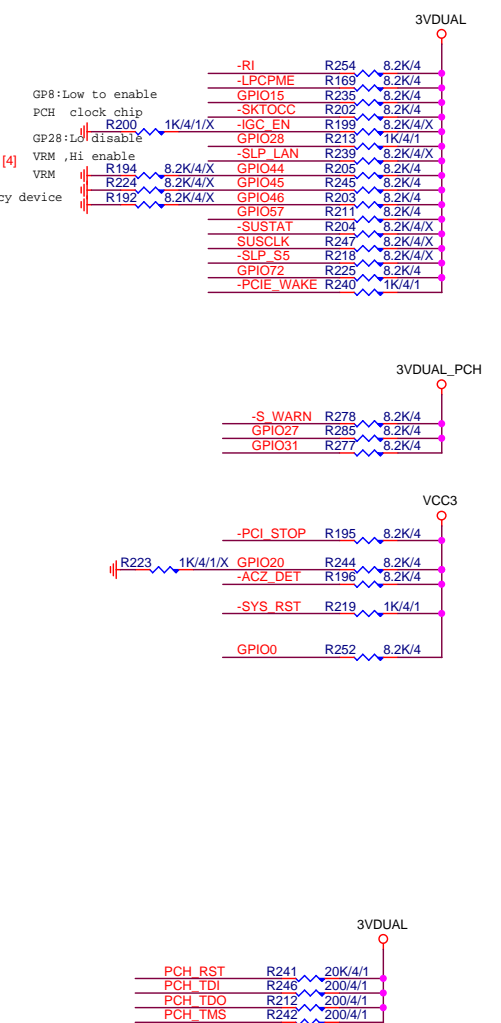 3VDUAL
-RI R254 8.2K/4
-LPCPME R169 8.2K/4
GP8:Low to enable GPIO15 R235 8.2K/4
PCH clock chip -SKTOCC R202 8.2K/4
R200 1K/4/1/X -IGC_EN R199 8.2K/4/X
GP28:Lo disable GPIO28 R213 1K/4/1
[4] VRM ,Hi enable -SLP_LAN R239 8.2K/4/X
VRM R194 8.2K/4/X GPIO44 R205 8.2K/4
R224 8.2K/4/X GPIO45 R245 8.2K/4
cy device R192 8.2K/4/X GPIO46 R203 8.2K/4
GPIO57 R211 8.2K/4
-SUSTAT R204 8.2K/4/X
SUSCLK R247 8.2K/4/X
-SLP_S5 R218 8.2K/4/X
GPIO72 R225 8.2K/4
-PCIE_WAKE R240 1K/4/1
3VDUAL_PCH
-S_WARN R278 8.2K/4
GPIO27 R285 8.2K/4
GPIO31 R277 8.2K/4
VCC3
-PCI_STOP R195 8.2K/4
R223 1K/4/1/X GPIO20 R244 8.2K/4
-ACZ_DET R196 8.2K/4
-SYS_RST R219 1K/4/1
GPIO0 R252 8.2K/4
3VDUAL
PCH_RST R241 20K/4/1
PCH_TDI R246 200/4/1
PCH_TDO R212 200/4/1
PCH_TMS R242 200/4/1